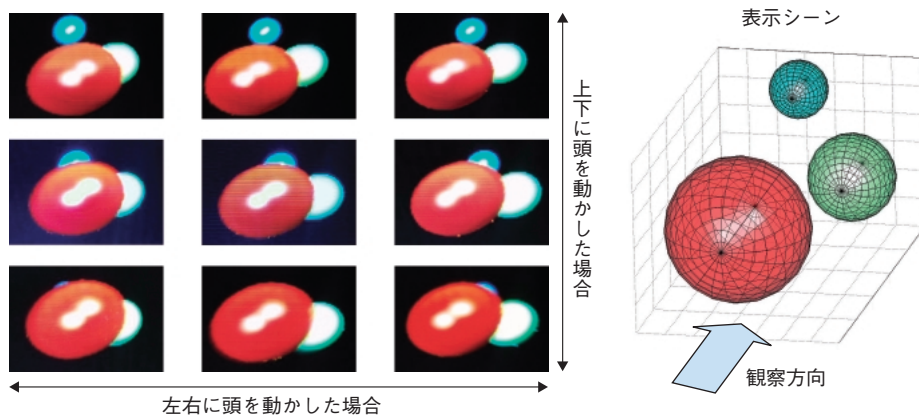 表示シーン
上下に頭を動かした場合
観察方向
左右に頭を動かした場合